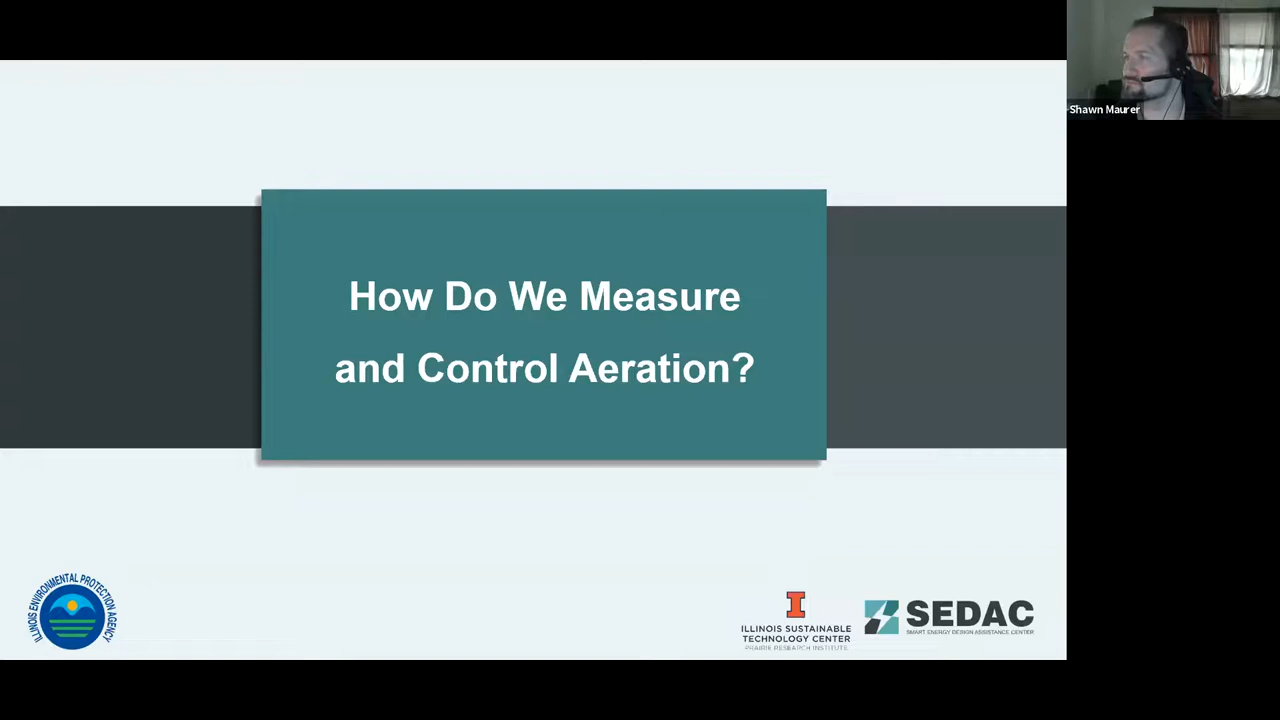 Shawn Maurer
How Do We Measure
and Control Aeration?
ILLINOIS ENVIRONMENTAL PROTECTION AGENCY
I
ILLINOIS SUSTAINABLE
TECHNOLOGY CENTER
PRAIRIE RESEARCH INSTITUTE
SEDAC
SMART ENERGY DESIGN ASSISTANCE CENTER